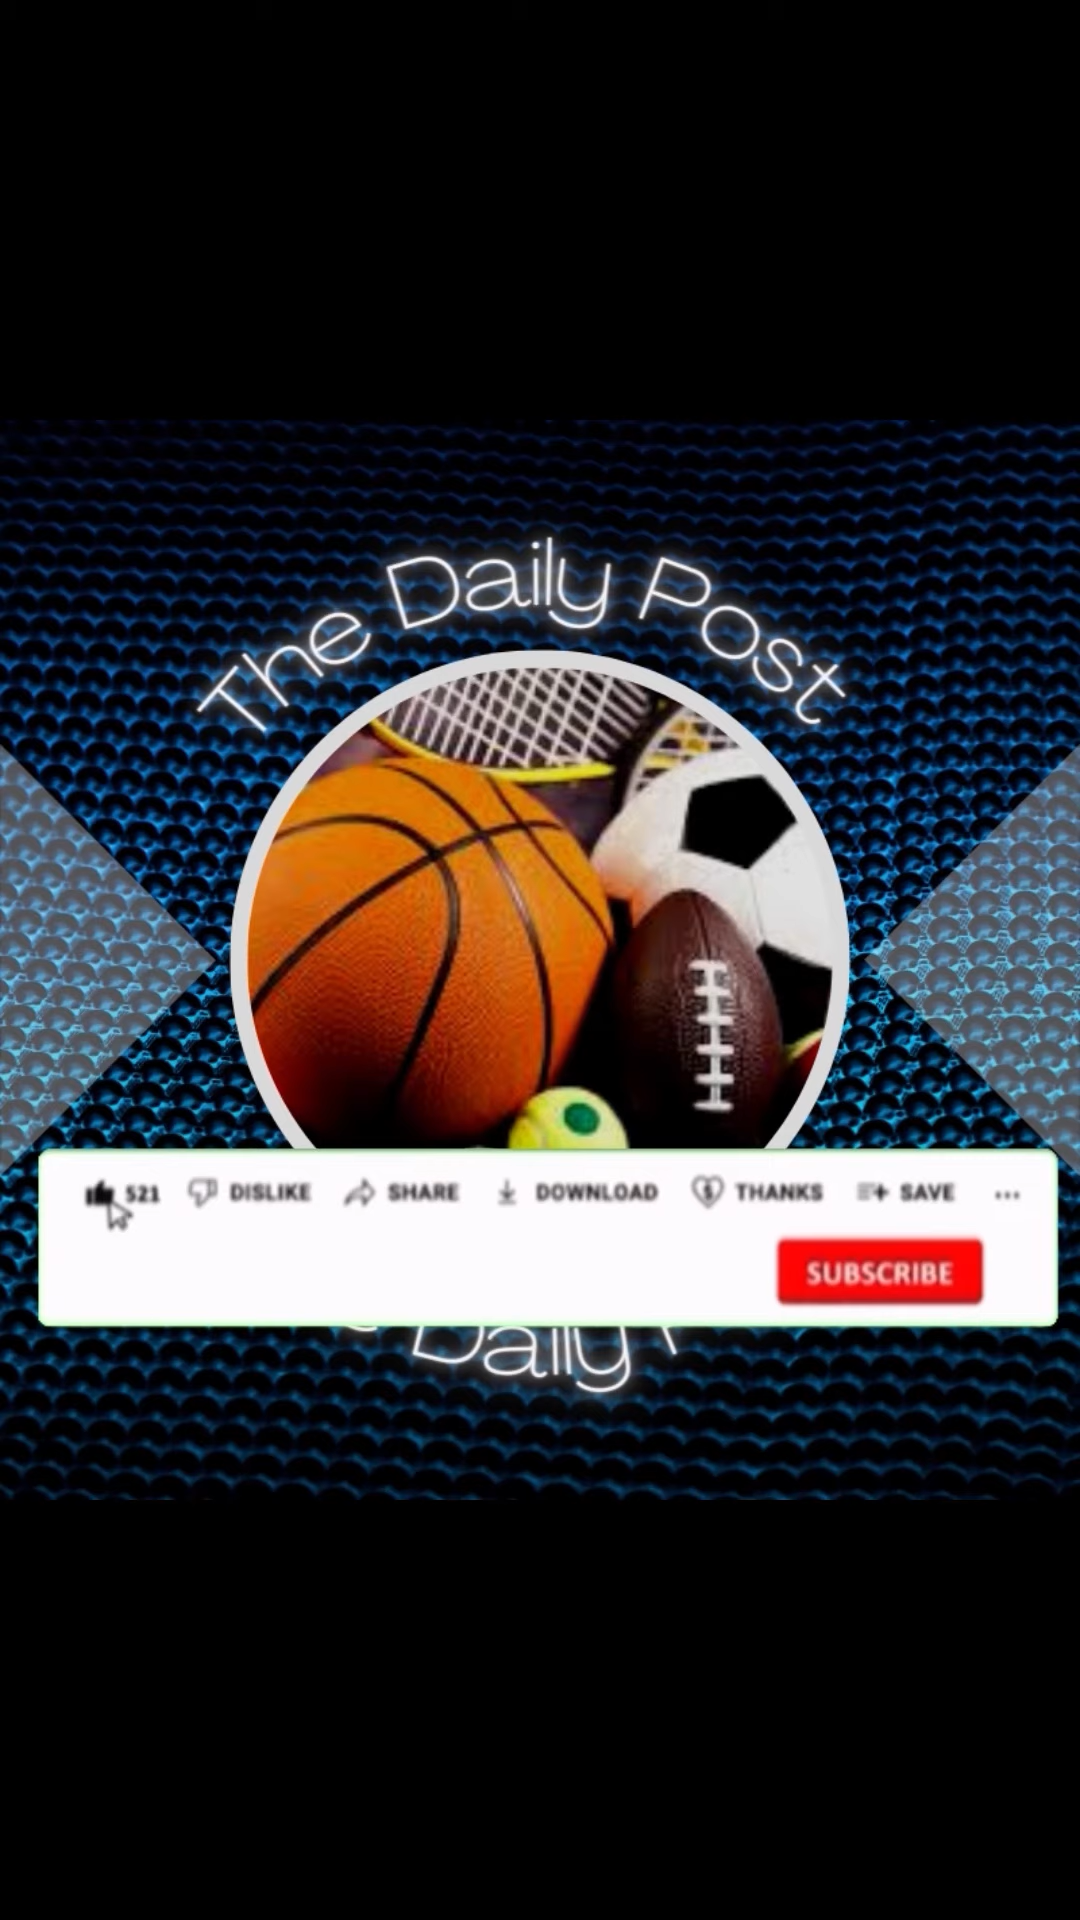 The Daily Post
521 DISLIKE SHARE DOWNLOAD THANKS SAVE ...
SUBSCRIBE
Daily